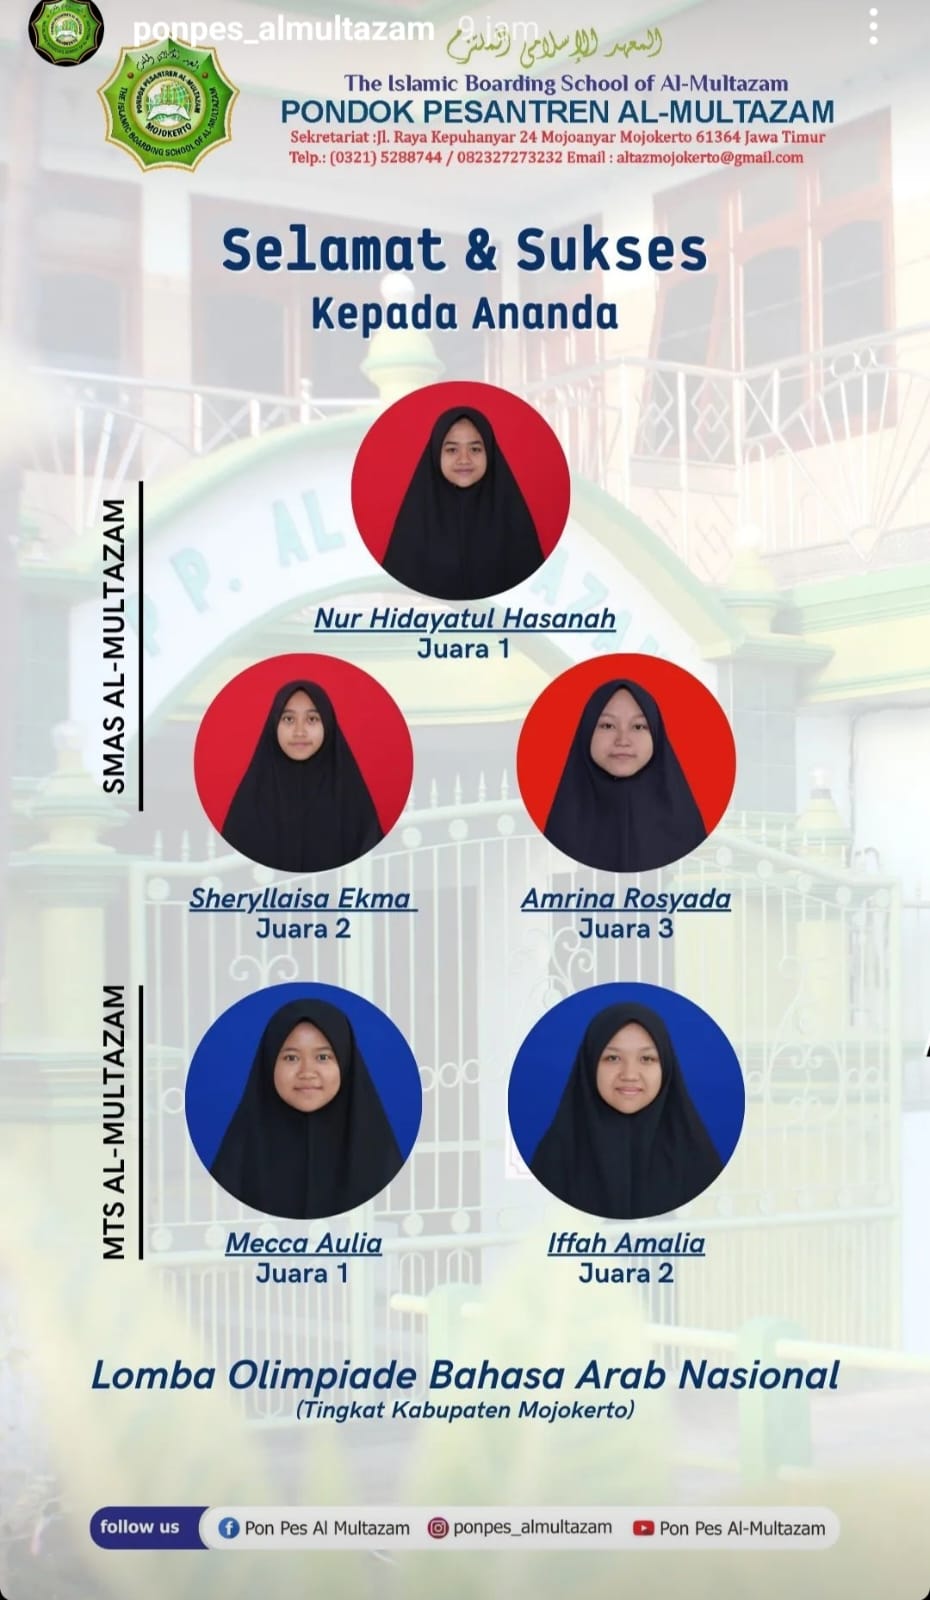 ponpes_almultazam 9 jam
المعهد الإسلامي الملتزم
The Islamic Boarding School of Al-Multazam
PONDOK PESANTREN AL-MULTAZAM
Sekretariat :Jl. Raya Kepuhanyar 24 Mojoanyar Mojokerto 61364 Jawa Timur
Telp.: (0321) 5288744 / 082327273232 Email : altazmojokerto@gmail.com
PONDOK PESANTREN AL-MULTAZAM
MOJOKERTO
THE ISLAMIC BOARDING SCHOOL OF AL-MULTAZAM
Selamat & Sukses
Kepada Ananda
P P. AL
SMAS AL-MULTAZAM
Nur Hidayatul Hasanah
Juara 1
Sheryllaisa Ekma
Juara 2
Amrina Rosyada
Juara 3
MTS AL-MULTAZAM
Mecca Aulia
Juara 1
Iffah Amalia
Juara 2
Lomba Olimpiade Bahasa Arab Nasional
(Tingkat Kabupaten Mojokerto)
follow us Pon Pes Al Multazam ponpes_almultazam Pon Pes Al-Multazam